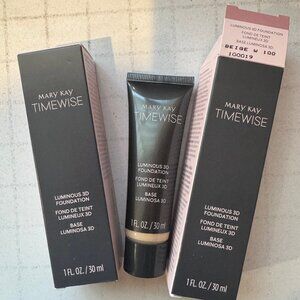 MARY KAY
TIMEWISE
LUMINOUS 3D
FOUNDATION
FOND DE TEINT
LUMINEUX 3D
BASE
LUMINOSA 3D
1 FL. OZ./30 ml
MARY KAY
TIMEWISE
LUMINOUS 3D
FOUNDATION
FOND DE TEINT
LUMINEUX 3D
BASE
LUMINOSA 3D
1 FL. OZ. / 30 ml
LUMINOUS 3D FOUNDATION
FOND DE TEINT
LUMINEUX 3D
BASE LUMINOSA 3D
BEIGE W 100
100019
MARY KAY
TIMEWISE
LUMINOUS 3D
FOUNDATION
FOND DE TEINT
LUMINEUX 3D
BASE
LUMINOSA 3D
1 FL. OZ./30 ml